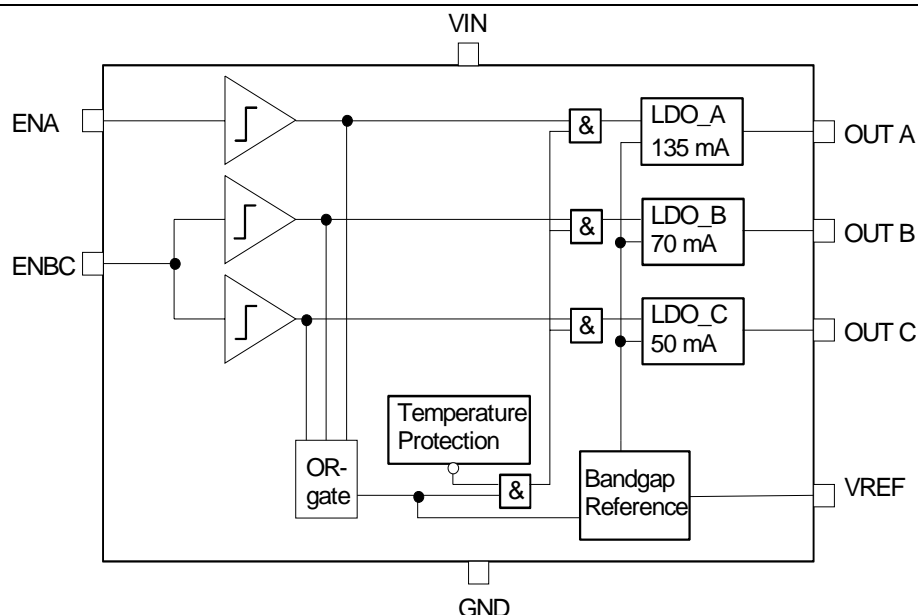 VIN
ENA
&
LDO_A
135 mA
OUT A
&
LDO_B
70 mA
OUT B
ENBC
&
LDO_C
50 mA
OUT C
Temperature
Protection
OR-
gate
&
Bandgap
Reference
VREF
GND